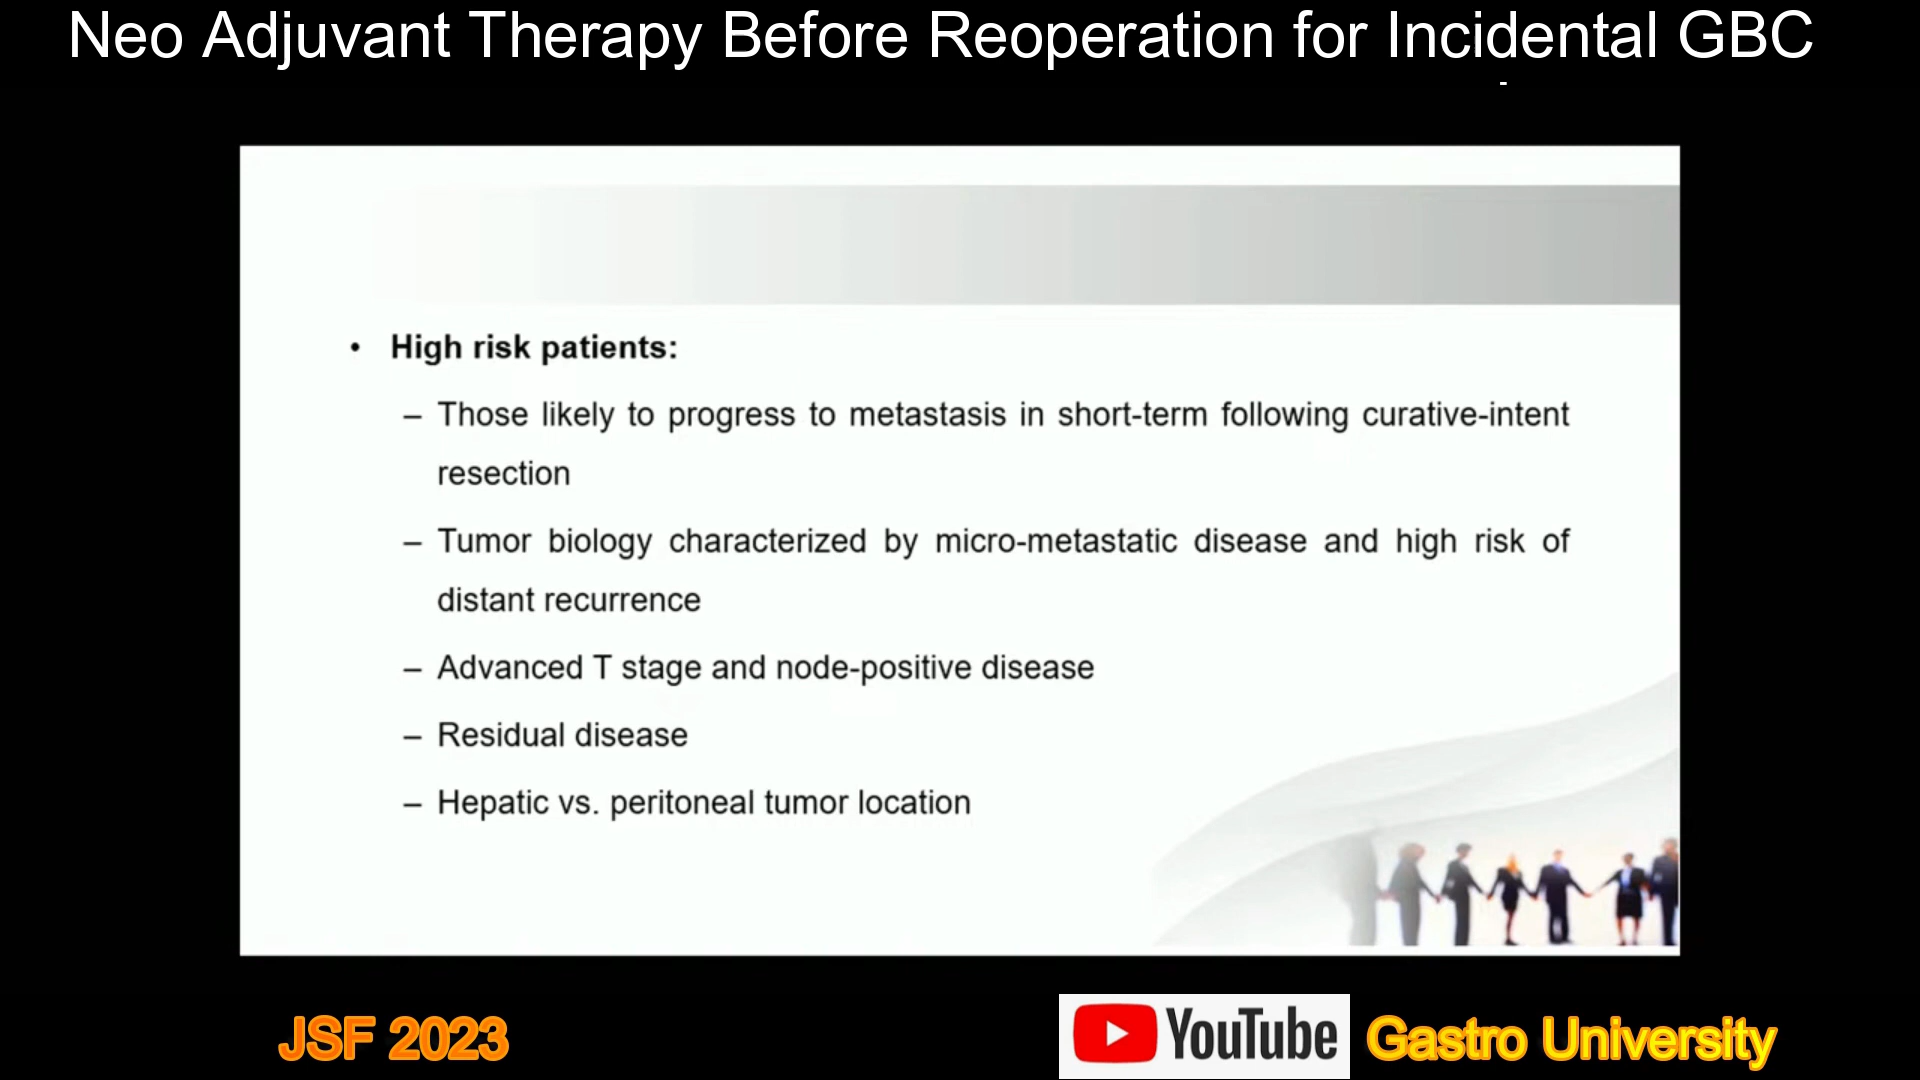 Neo Adjuvant Therapy Before Reoperation for Incidental GBC
• High risk patients:
– Those likely to progress to metastasis in short-term following curative-intent
resection
– Tumor biology characterized by micro-metastatic disease and high risk of
distant recurrence
– Advanced T stage and node-positive disease
– Residual disease
– Hepatic vs. peritoneal tumor location
JSF 2023
YouTube
Gastro University